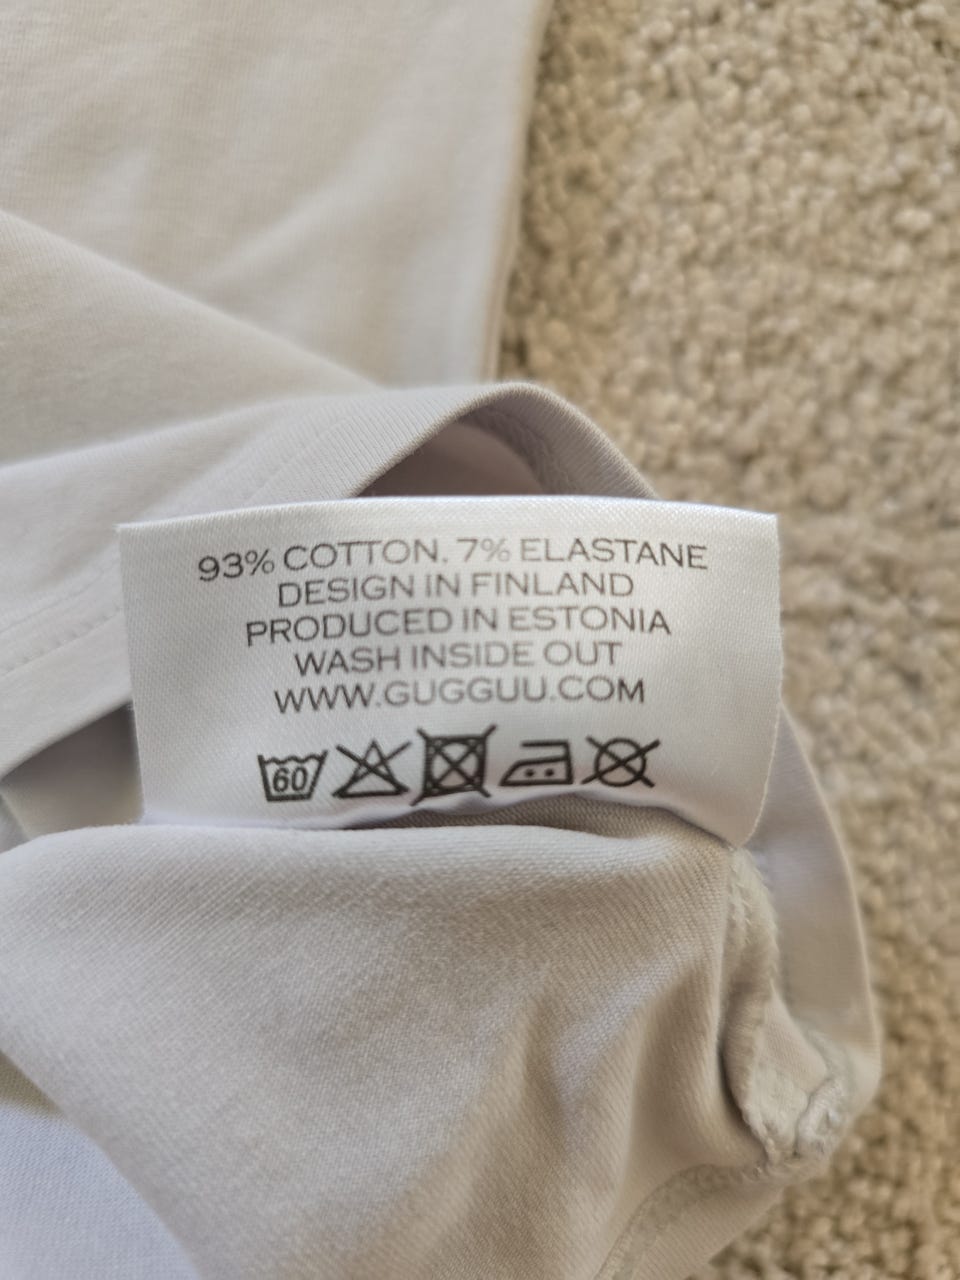 93% COTTON. 7% ELASTANE
DESIGN IN FINLAND
PRODUCED IN ESTONIA
WASH INSIDE OUT
WWW.GUGGUU.COM
60